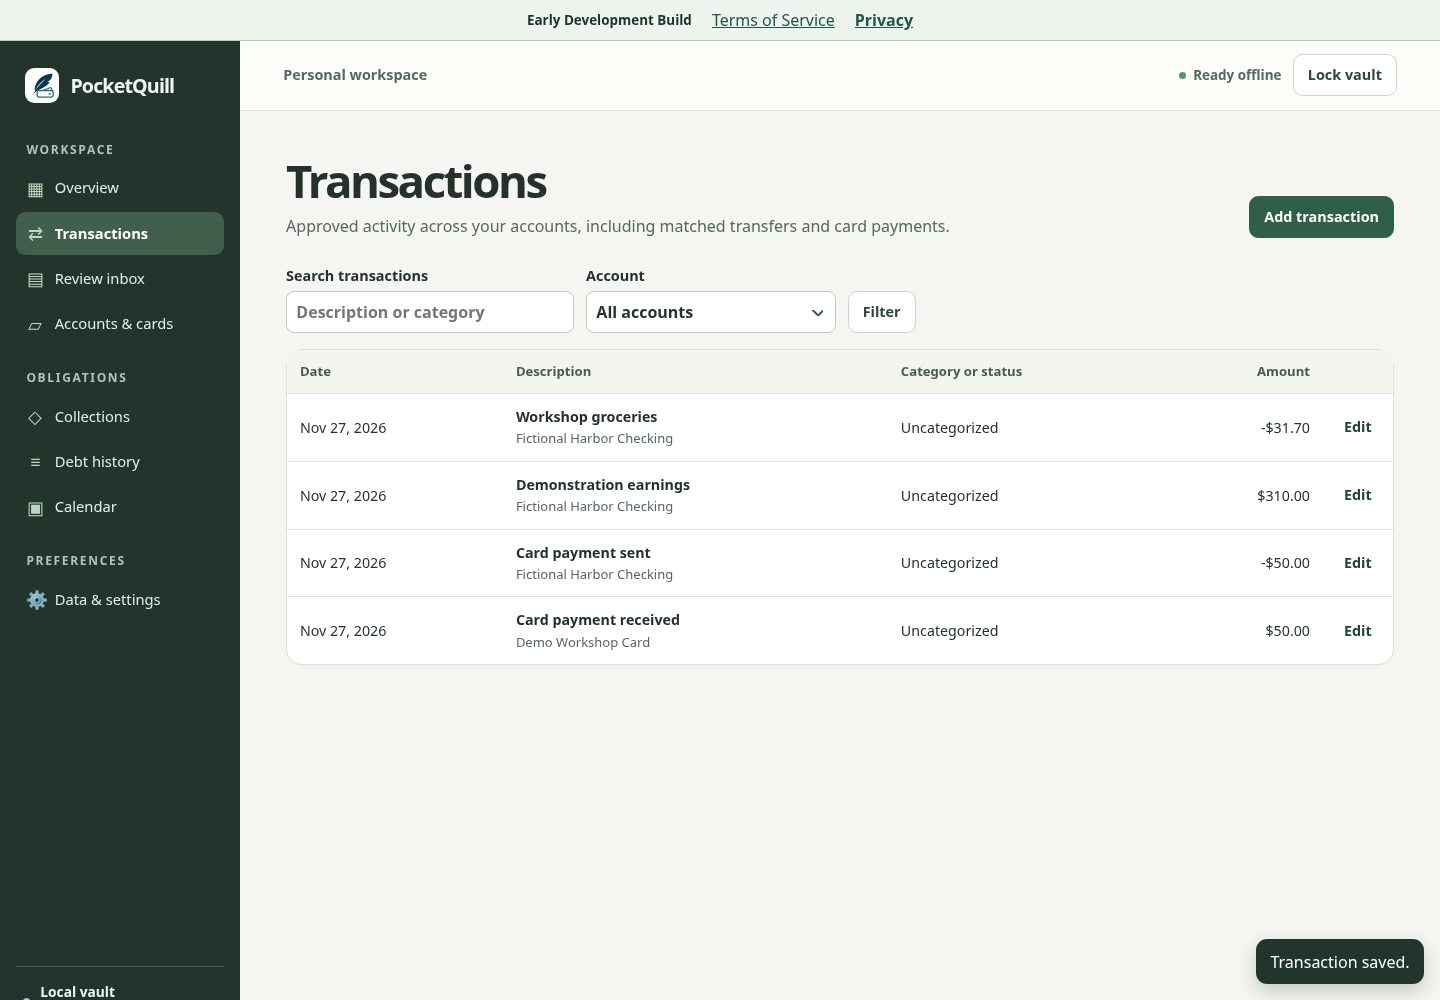 Early Development Build Terms of Service Privacy
PocketQuill
Personal workspace
Ready offline
Lock vault
WORKSPACE
Overview
Transactions
Review inbox
Accounts & cards
OBLIGATIONS
Collections
Debt history
Calendar
PREFERENCES
Data & settings
Local vault
Transactions
Approved activity across your accounts, including matched transfers and card payments.
Add transaction
Search transactions Account
Description or category All accounts Filter
Date Description Category or status Amount
Nov 27, 2026 Workshop groceries Uncategorized -$31.70 Edit
Fictional Harbor Checking
Nov 27, 2026 Demonstration earnings Uncategorized $310.00 Edit
Fictional Harbor Checking
Nov 27, 2026 Card payment sent Uncategorized -$50.00 Edit
Fictional Harbor Checking
Nov 27, 2026 Card payment received Uncategorized $50.00 Edit
Demo Workshop Card
Transaction saved.